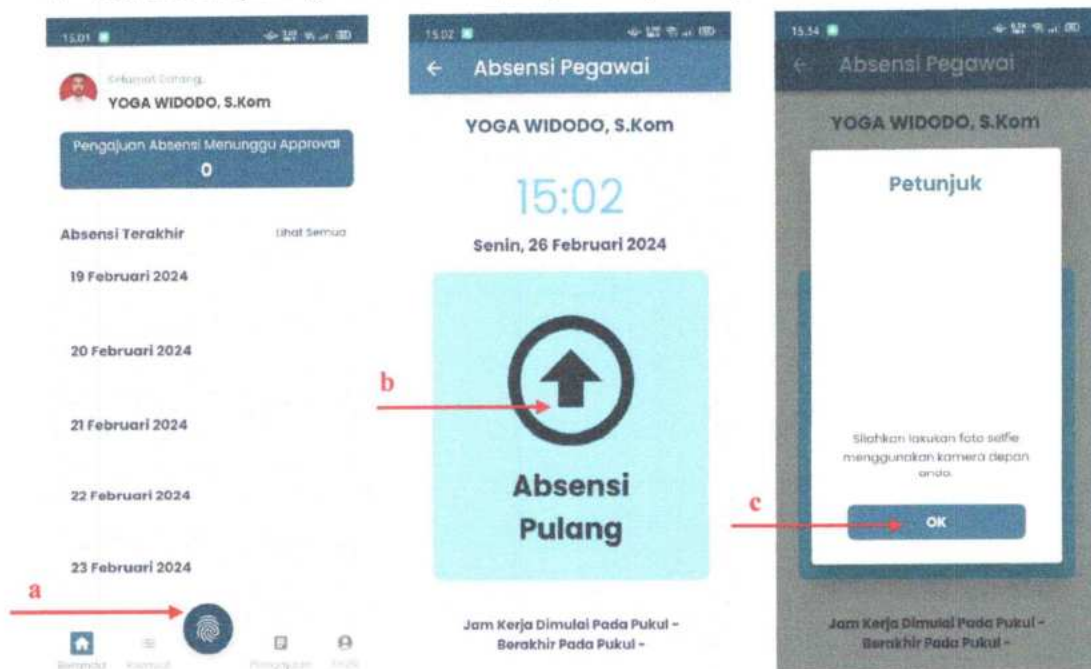 15.01
Selamat Datang,
YOGA WIDODO, S.Kom
Pengajuan Absensi Menunggu Approval
0
Absensi Terakhir
Lihat Semua
19 Februari 2024
20 Februari 2024
21 Februari 2024
22 Februari 2024
23 Februari 2024
a
Beranda
15.02
Absensi Pegawai
YOGA WIDODO, S.Kom
15:02
Senin, 26 Februari 2024
b
Absensi
Pulang
Jam Kerja Dimulai Pada Pukul -
Berakhir Pada Pukul -
15.34
Absensi Pegawai
YOGA WIDODO, S.Kom
Petunjuk
Silahkan lakukan foto selfie
menggunakan kamera depan
anda.
c
OK
Jam Kerja Dimulai Pada Pukul -
Berakhir Pada Pukul -